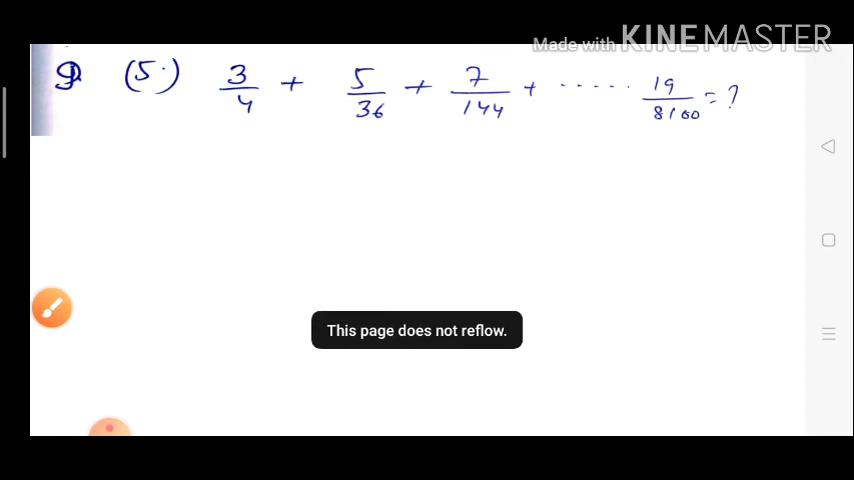 Made with KINEMASTER
9 (5.) 3/4 + 5/36 + 7/144 + ..... 19/8100 = ?
This page does not reflow.